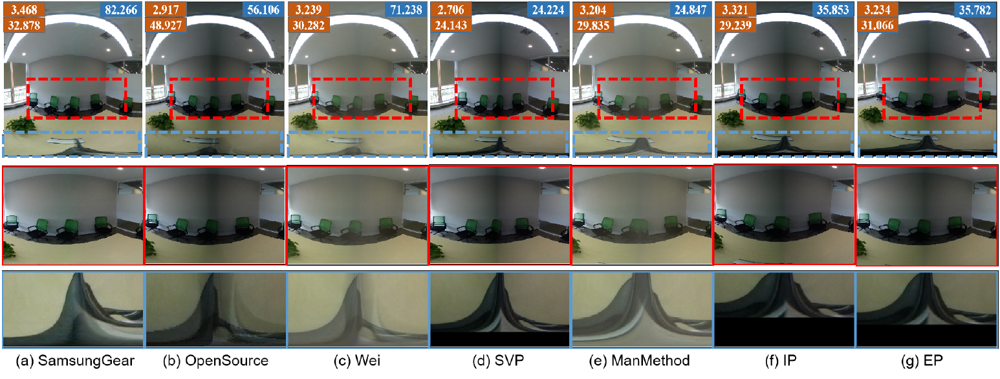 3.468 82.266 2.917 56.106 3.239 71.238 2.706 24.224 3.204 24.847 3.321 35.853 3.234 35.782
32.878 48.927 30.282 24.143 29.835 29.239 31.066
(a) SamsungGear (b) OpenSource (c) Wei (d) SVP (e) ManMethod (f) IP (g) EP